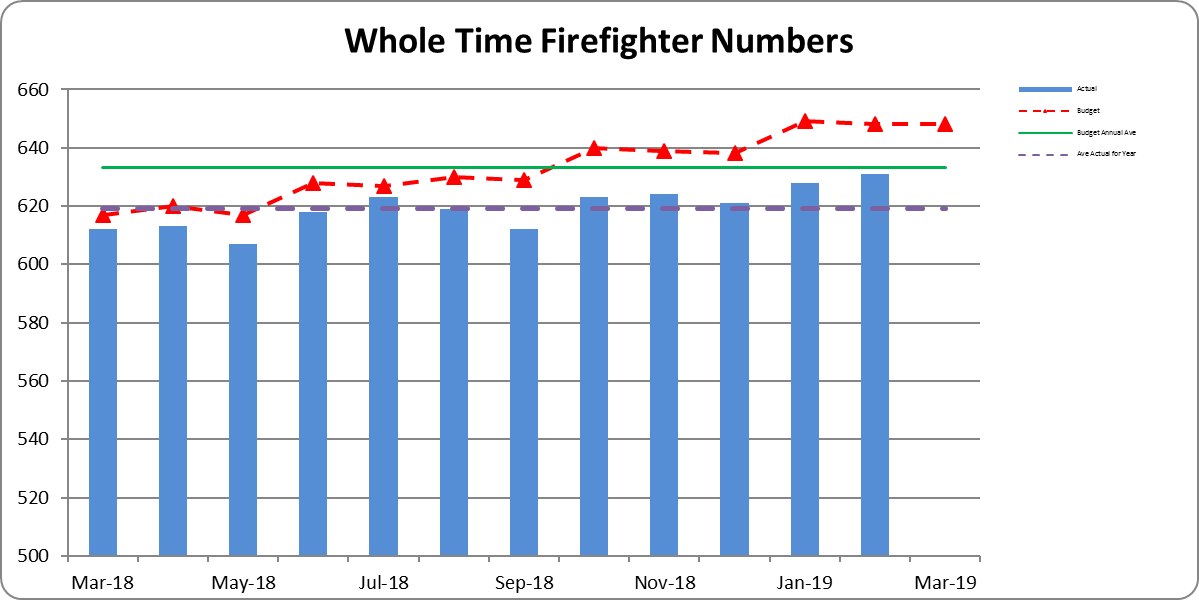 Whole Time Firefighter Numbers
660
640
620
600
580
560
540
520
500
Mar-18 May-18 Jul-18 Sep-18 Nov-18 Jan-19 Mar-19
Actual
Budget
Budget Annual Ave
Ave Actual for Year